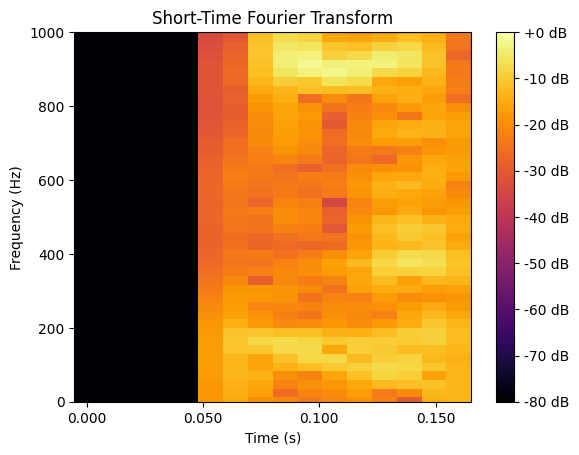 Short-Time Fourier Transform
Frequency (Hz)
1000
800
600
400
200
0
0.000
0.050
0.100
0.150
Time (s)
+0 dB
-10 dB
-20 dB
-30 dB
-40 dB
-50 dB
-60 dB
-70 dB
-80 dB